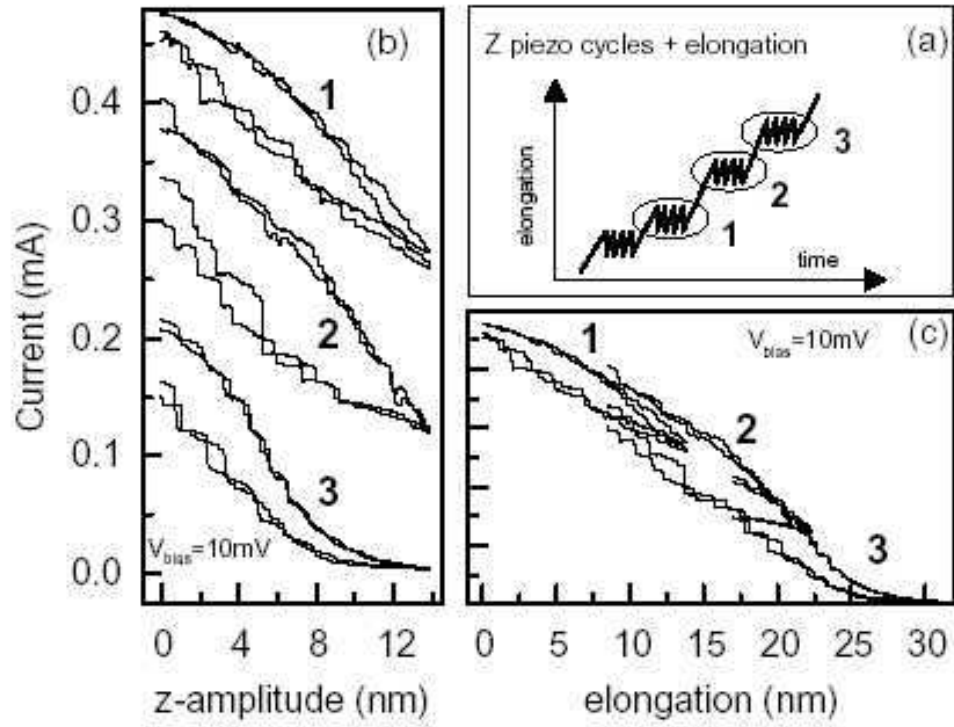 (b)
1
2
3
V_bias=10mV
Current (mA)
0.4
0.3
0.2
0.1
0.0
0 4 8 12
z-amplitude (nm)
(a)
Z piezo cycles + elongation
elongation
time
1
2
3
(c)
V_bias=10mV
1
2
3
0 5 10 15 20 25 30
elongation (nm)